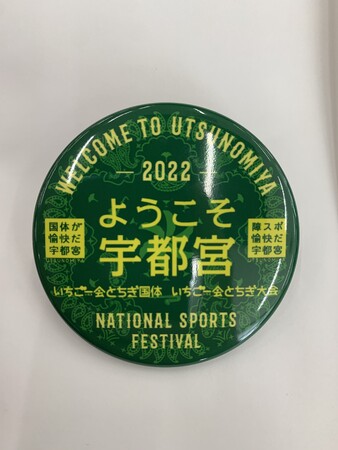 WELCOME TO UTSUNOMIYA
2022
ようこそ
宇都宮
国体が
愉快だ
宇都宮
障スポ
愉快だ
宇都宮
いちご一会とちぎ国体 いちご一会とちぎ大会
NATIONAL SPORTS
FESTIVAL